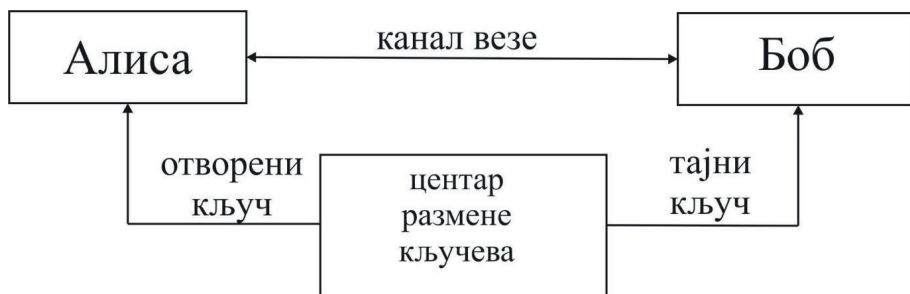 Алиса
канал везе
Боб
отворени
кључ
центар
размене
кључева
тајни
кључ